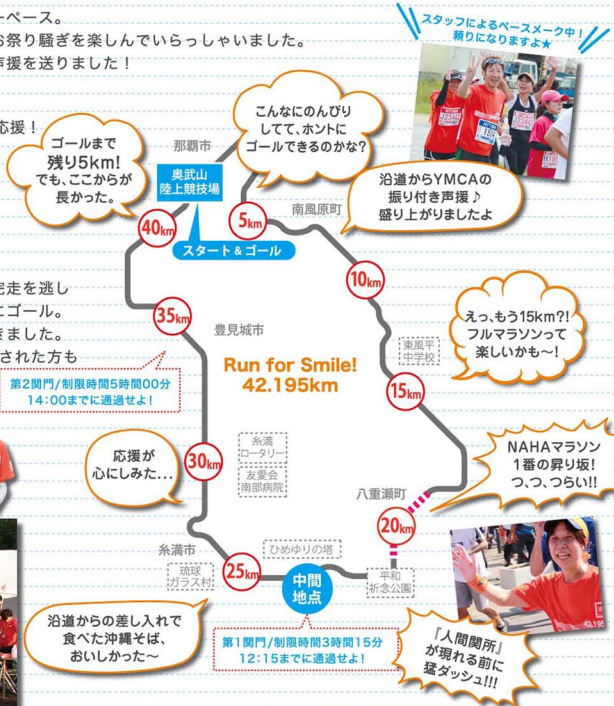 ーペース。
お祭り騒ぎを楽しんでいらっしゃいました。
声援を送りました！
スタッフによるペースメーク中！
頼りになりますよ★
応援！
ゴールまで
残り5km！
でも、ここからが
長かった。
那覇市
奥武山
陸上競技場
こんなにのんびり
してて、ホントに
ゴールできるのかな？
沿道からYMCAの
振り付き声援♪
盛り上がりましたよ
40km
5km
南風原町
スタート＆ゴール
10km
完走を逃し
にゴール。
きました。
された方も
35km
豊見城市
えっ、もう15km?!
フルマラソンって
楽しいかも〜！
東風平
中学校
Run for Smile!
42.195km
第2関門/制限時間5時間00分
14:00までに通過せよ！
15km
応援が
心にしみた...
30km
糸満
ロータリー
友愛会
南部病院
NAHAマラソン
1番の昇り坂！
つ、つ、つらい!!
八重瀬町
20km
糸満市
ひめゆりの塔
琉球
ガラス村
25km
中間
地点
平和
祈念公園
沿道からの差し入れで
食べた沖縄そば、
おいしかった〜
第1関門/制限時間3時間15分
12:15までに通過せよ！
『人間関所』
が現れる前に
猛ダッシュ!!!
42.195